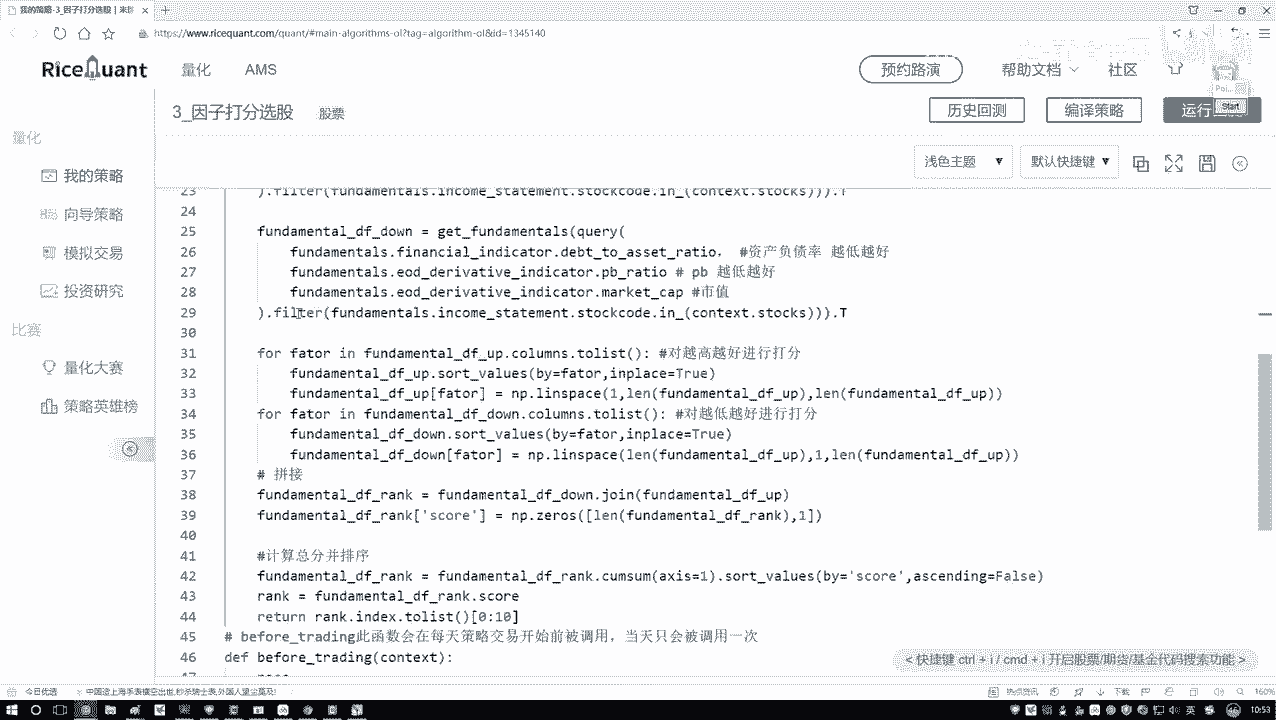 我的策略-3_因子打分选股 | 米筐
https://www.ricequant.com/quant/#main-algorithms-ol?tag=algorithm-ol&id=1345140
RiceQuant 量化 AMS 预约路演 帮助文档 社区
3_因子打分选股 股票 历史回测 编译策略 运行
Start
量化
我的策略
向导策略
模拟交易
投资研究
比赛
量化大赛
策略英雄榜
浅色主题 默认快捷键
23 ).filter(fundamentals.income_statement.stockcode.in_(context.stocks))).T
24
25 fundamental_df_down = get_fundamentals(query(
26 fundamentals.financial_indicator.debt_to_asset_ratio, #资产负债率 越低越好
27 fundamentals.eod_derivative_indicator.pb_ratio # pb 越低越好
28 fundamentals.eod_derivative_indicator.market_cap #市值
29 ).filter(fundamentals.income_statement.stockcode.in_(context.stocks))).T
30
31 for fator in fundamental_df_up.columns.tolist(): #对越高越好进行打分
32 fundamental_df_up.sort_values(by=fator,inplace=True)
33 fundamental_df_up[fator] = np.linspace(1,len(fundamental_df_up),len(fundamental_df_up))
34 for fator in fundamental_df_down.columns.tolist(): #对越低越好进行打分
35 fundamental_df_down.sort_values(by=fator,inplace=True)
36 fundamental_df_down[fator] = np.linspace(len(fundamental_df_up),1,len(fundamental_df_up))
37 # 拼接
38 fundamental_df_rank = fundamental_df_down.join(fundamental_df_up)
39 fundamental_df_rank['score'] = np.zeros([len(fundamental_df_rank),1])
40
41 #计算总分并排序
42 fundamental_df_rank = fundamental_df_rank.cumsum(axis=1).sort_values(by='score',ascending=False)
43 rank = fundamental_df_rank.score
44 return rank.index.tolist()[0:10]
45 # before_trading此函数会在每天策略交易开始前被调用，当天只会被调用一次
46 def before_trading(context):
< 快捷键 ctrl + i / cmd + i 开启股票/期货/基金代码搜索功能 >
今日优选 热点资讯 下载 160%
英 10:53